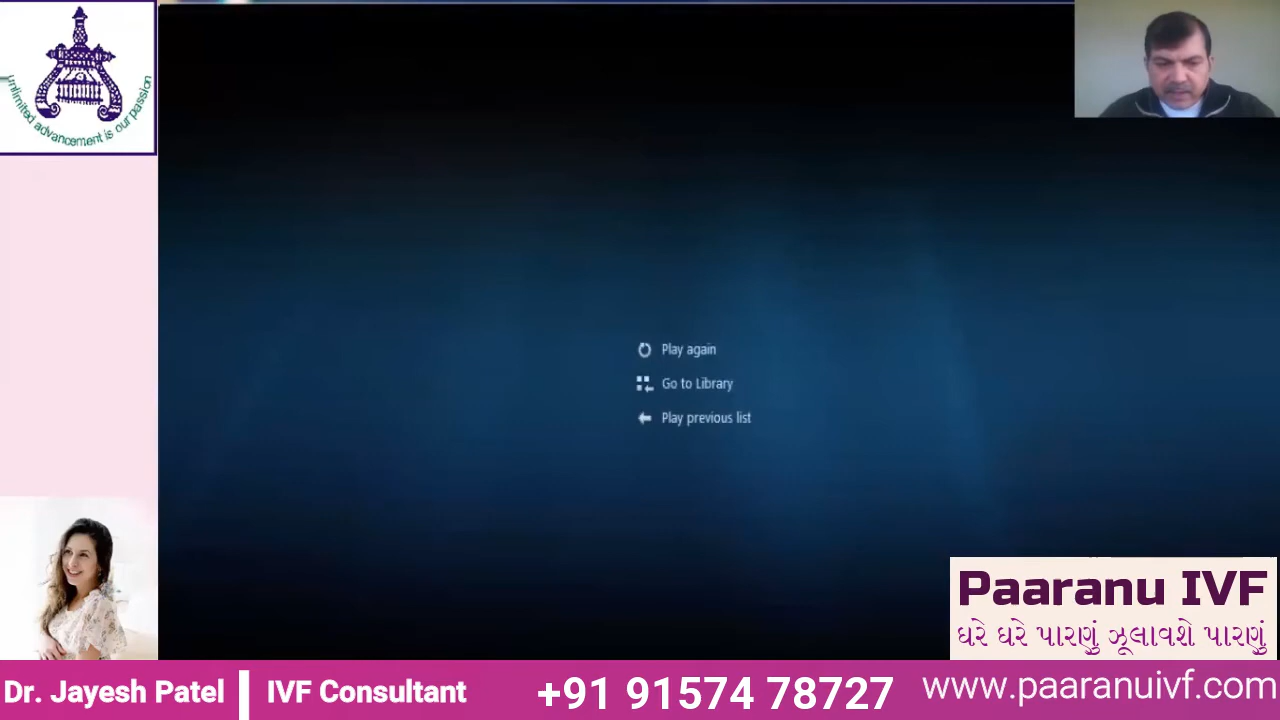 unlimited advancement is our passion
Play again
Go to Library
Play previous list
Paaranu IVF
ઘરે ઘરે પારણું ઝૂલાવશે પારણું
Dr. Jayesh Patel
IVF Consultant
+91 91574 78727
www.paaranuivf.com